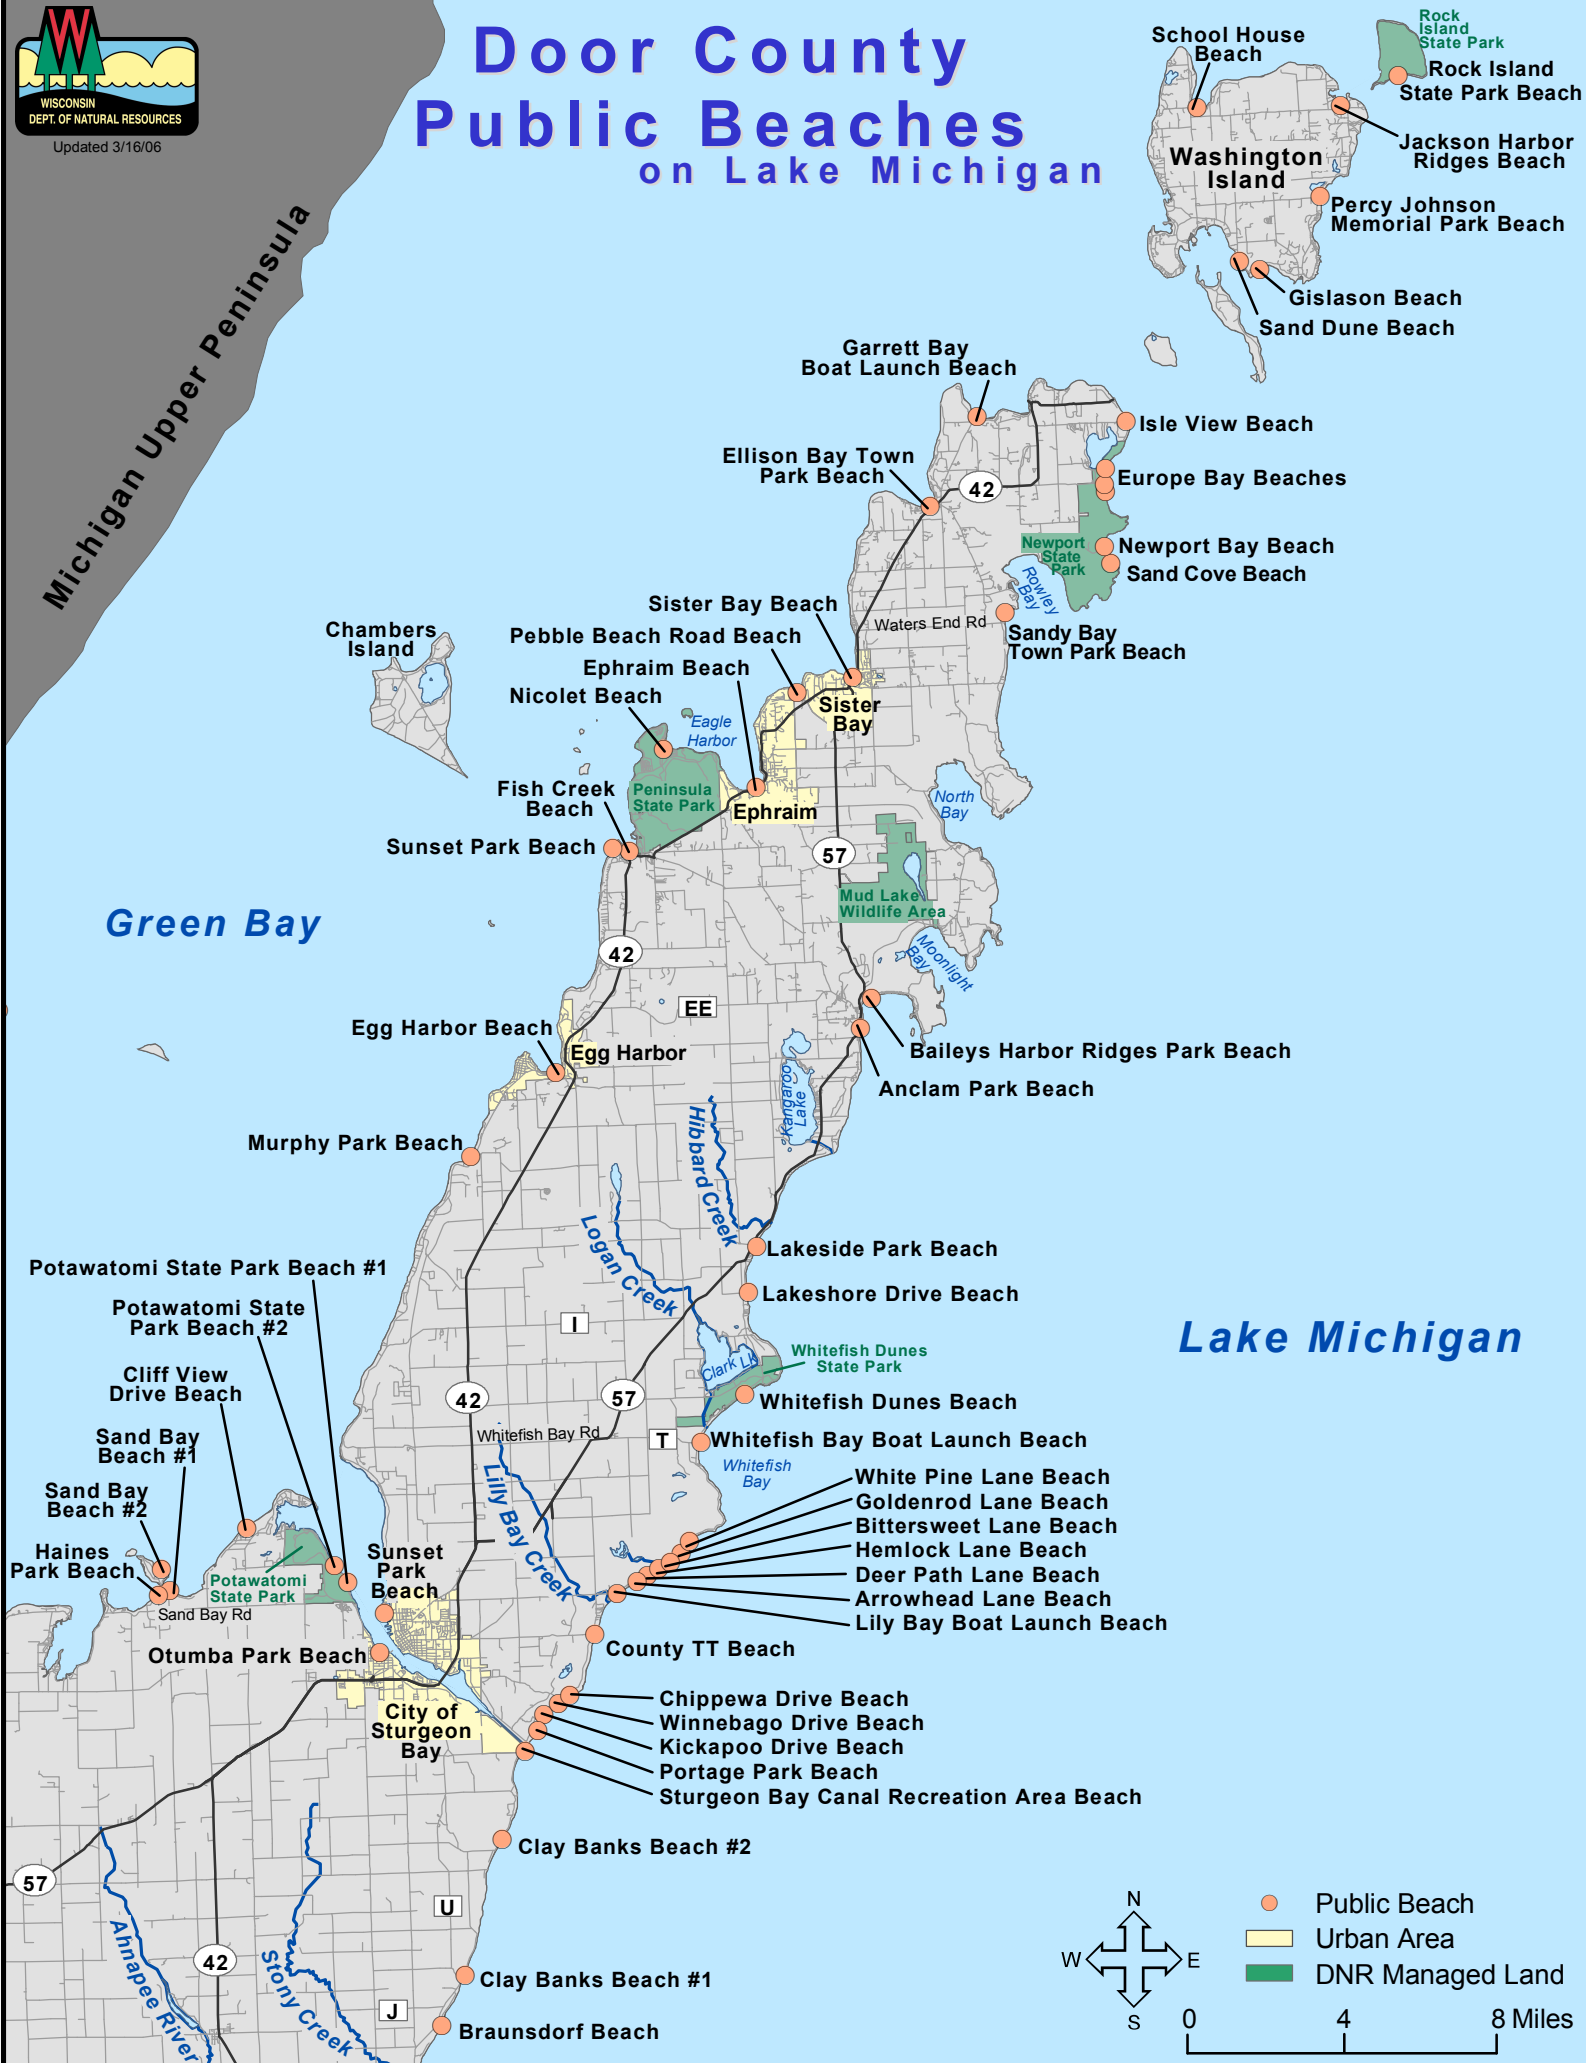 Door County
Public Beaches
on Lake Michigan
WISCONSIN
DEPT. OF NATURAL RESOURCES
Updated 3/16/06
Michigan Upper Peninsula
School House
Beach
Rock
Island
State Park
Rock Island
State Park Beach
Jackson Harbor
Ridges Beach
Washington
Island
Percy Johnson
Memorial Park Beach
Gislason Beach
Sand Dune Beach
Garrett Bay
Boat Launch Beach
Isle View Beach
Ellison Bay Town
Park Beach
42
Europe Bay Beaches
Newport
State
Park
Newport Bay Beach
Sand Cove Beach
Rowley
Bay
Sister Bay Beach
Waters End Rd
Sandy Bay
Town Park Beach
Chambers
Island
Pebble Beach Road Beach
Ephraim Beach
Nicolet Beach
Sister
Bay
Eagle
Harbor
Fish Creek
Beach
Peninsula
State Park
Ephraim
North
Bay
Sunset Park Beach
57
Mud Lake
Wildlife Area
Green Bay
42
Moonlight
Bay
EE
Egg Harbor Beach
Egg Harbor
Baileys Harbor Ridges Park Beach
Anclam Park Beach
Kangaroo
Lake
Hibbard Creek
Murphy Park Beach
Logan Creek
Lakeside Park Beach
Potawatomi State Park Beach #1
Lakeshore Drive Beach
Potawatomi State
Park Beach #2
I
Lake Michigan
Whitefish Dunes
State Park
Clark LK
Cliff View
Drive Beach
42
57
Whitefish Dunes Beach
Whitefish Bay Rd
T
Whitefish Bay Boat Launch Beach
Sand Bay
Beach #1
Whitefish
Bay
Lilly Bay Creek
White Pine Lane Beach
Sand Bay
Beach #2
Goldenrod Lane Beach
Bittersweet Lane Beach
Haines
Park Beach
Sunset
Park
Beach
Hemlock Lane Beach
Deer Path Lane Beach
Potawatomi
State Park
Arrowhead Lane Beach
Sand Bay Rd
Lily Bay Boat Launch Beach
Otumba Park Beach
County TT Beach
City of
Sturgeon
Bay
Chippewa Drive Beach
Winnebago Drive Beach
Kickapoo Drive Beach
Portage Park Beach
Sturgeon Bay Canal Recreation Area Beach
Clay Banks Beach #2
57
U
Ahnapee River
42
Stony Creek
Clay Banks Beach #1
J
Braunsdorf Beach
N
W
E
S
Public Beach
Urban Area
DNR Managed Land
0 4 8 Miles